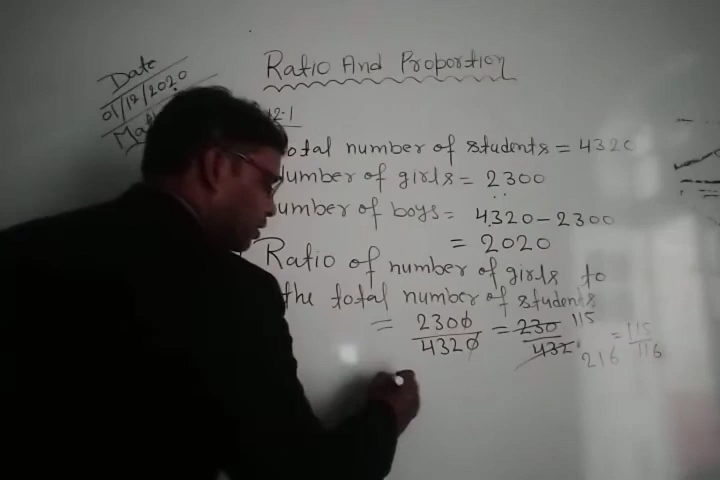 Date
01/12/2020
Ratio And Proportion
12.1
otal number of students = 4320
umber of girls = 2300
umber of boys = 4320 - 2300
= 2020
Ratio of number of girls to
the total number of students
= 2300/4320 = 230/432 115/216 = 115/116